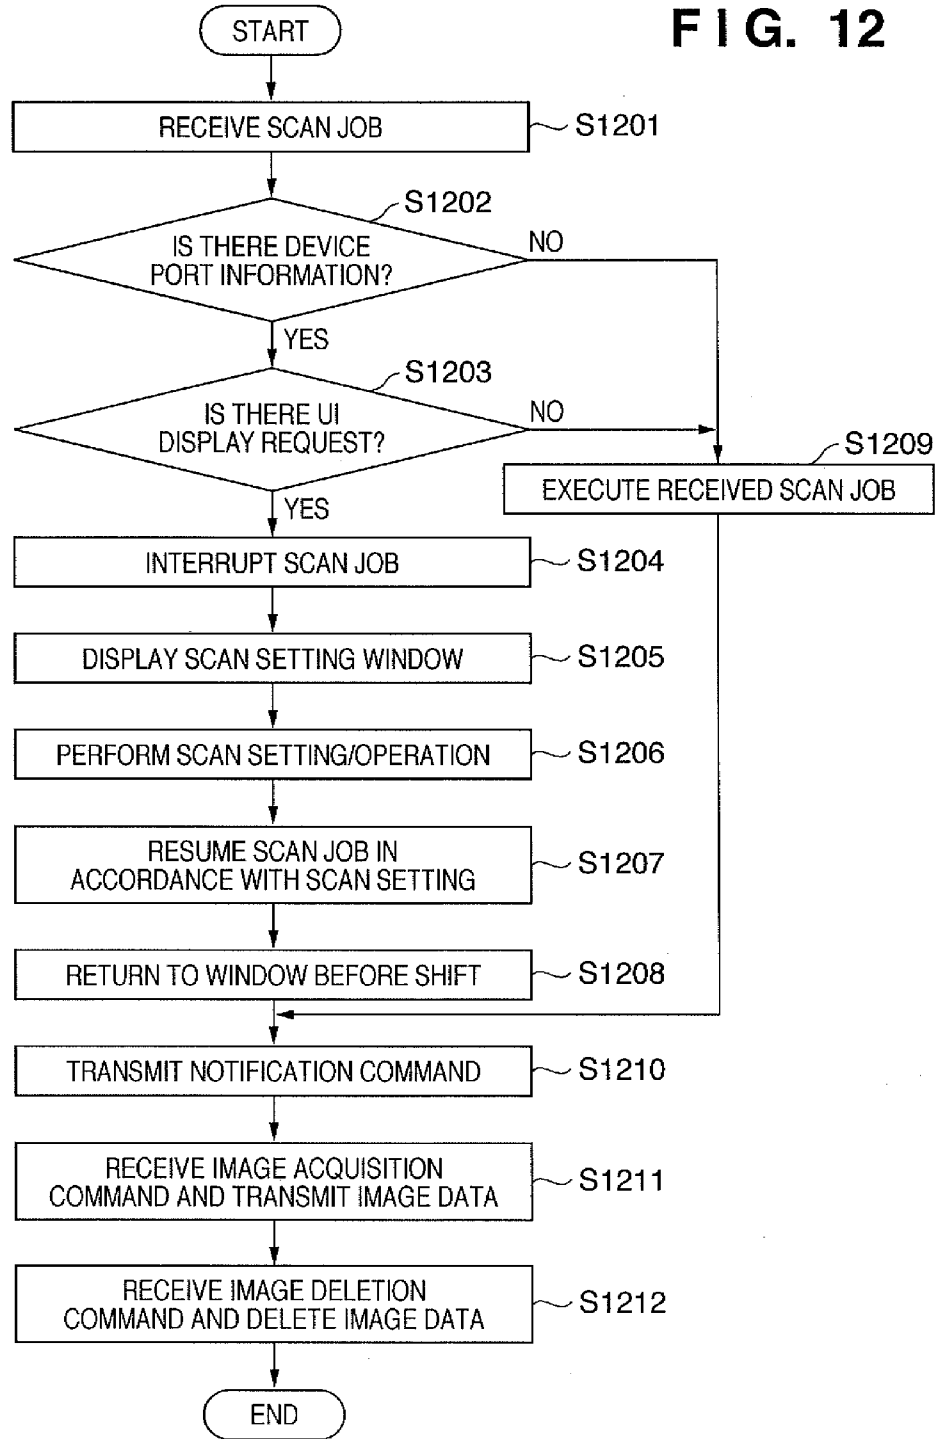 FIG. 12
START
RECEIVE SCAN JOB
S1201
S1202
IS THERE DEVICE
PORT INFORMATION?
NO
YES
S1203
IS THERE UI
DISPLAY REQUEST?
NO
YES
S1209
EXECUTE RECEIVED SCAN JOB
INTERRUPT SCAN JOB
S1204
DISPLAY SCAN SETTING WINDOW
S1205
PERFORM SCAN SETTING/OPERATION
S1206
RESUME SCAN JOB IN
ACCORDANCE WITH SCAN SETTING
S1207
RETURN TO WINDOW BEFORE SHIFT
S1208
TRANSMIT NOTIFICATION COMMAND
S1210
RECEIVE IMAGE ACQUISITION
COMMAND AND TRANSMIT IMAGE DATA
S1211
RECEIVE IMAGE DELETION
COMMAND AND DELETE IMAGE DATA
S1212
END